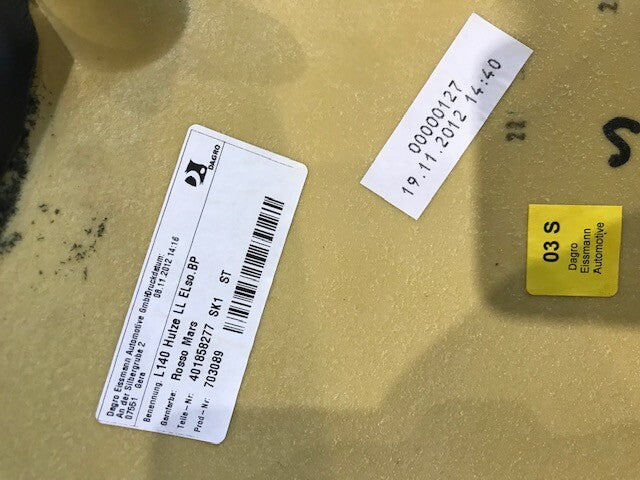 DAGRO
Dagro Eissmann Automotive GmbH
An der Silbergrube 2
07551 Gera
Druckdatum:
08.11.2012 14:16
Benennung: L140 Hutze LL ELso.BP
Garnfarbe: Rosso Mars
Teile-Nr: 401858277 SK1 ST
Prod-Nr: 703089
00000127
19.11.2012 14:40
03 S
Dagro
Eissmann
Automotive
S